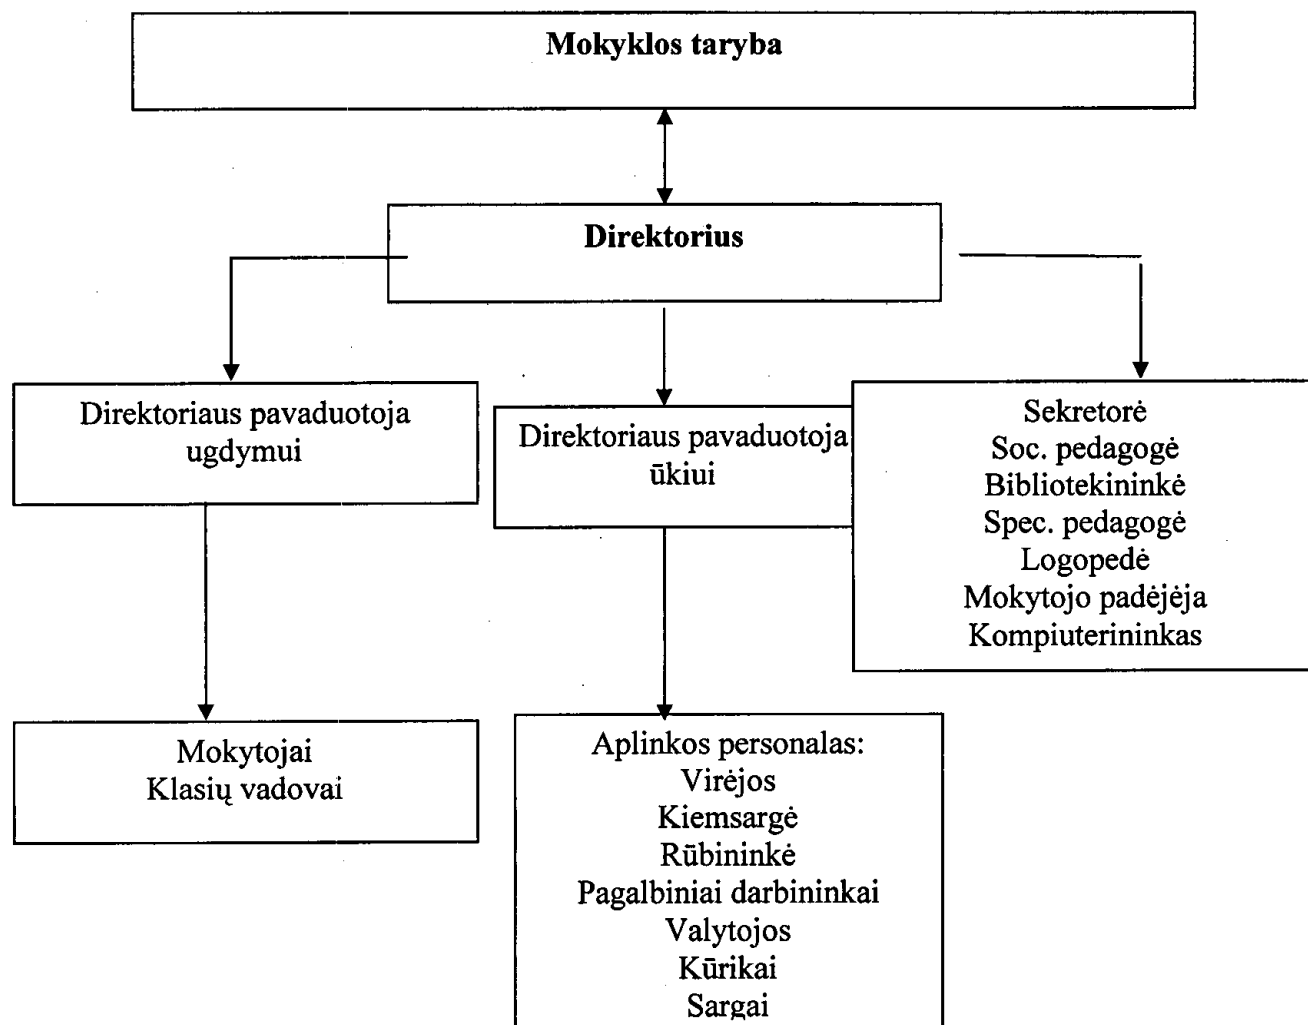 Mokyklos taryba
Direktorius
Direktoriaus pavaduotoja
ugdymui
Direktoriaus pavaduotoja
ūkiui
Sekretorė
Soc. pedagogė
Bibliotekininkė
Spec. pedagogė
Logopedė
Mokytojo padėjėja
Kompiuterininkas
Mokytojai
Klasių vadovai
Aplinkos personalas:
Virėjos
Kiemsargė
Rūbininkė
Pagalbiniai darbininkai
Valytojos
Kūrikai
Sargai